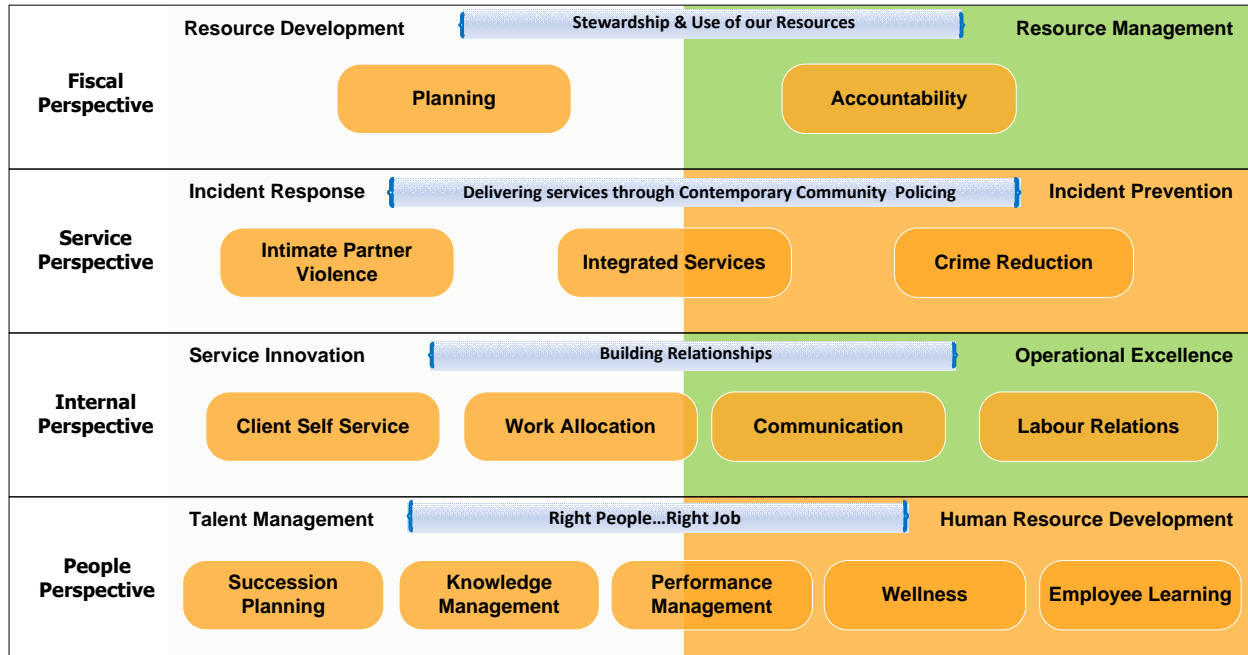 Fiscal
Perspective
Resource Development
Stewardship & Use of our Resources
Resource Management
Planning
Accountability
Service
Perspective
Incident Response
Delivering services through Contemporary Community Policing
Incident Prevention
Intimate Partner
Violence
Integrated Services
Crime Reduction
Internal
Perspective
Service Innovation
Building Relationships
Operational Excellence
Client Self Service
Work Allocation
Communication
Labour Relations
People
Perspective
Talent Management
Right People...Right Job
Human Resource Development
Succession
Planning
Knowledge
Management
Performance
Management
Wellness
Employee Learning